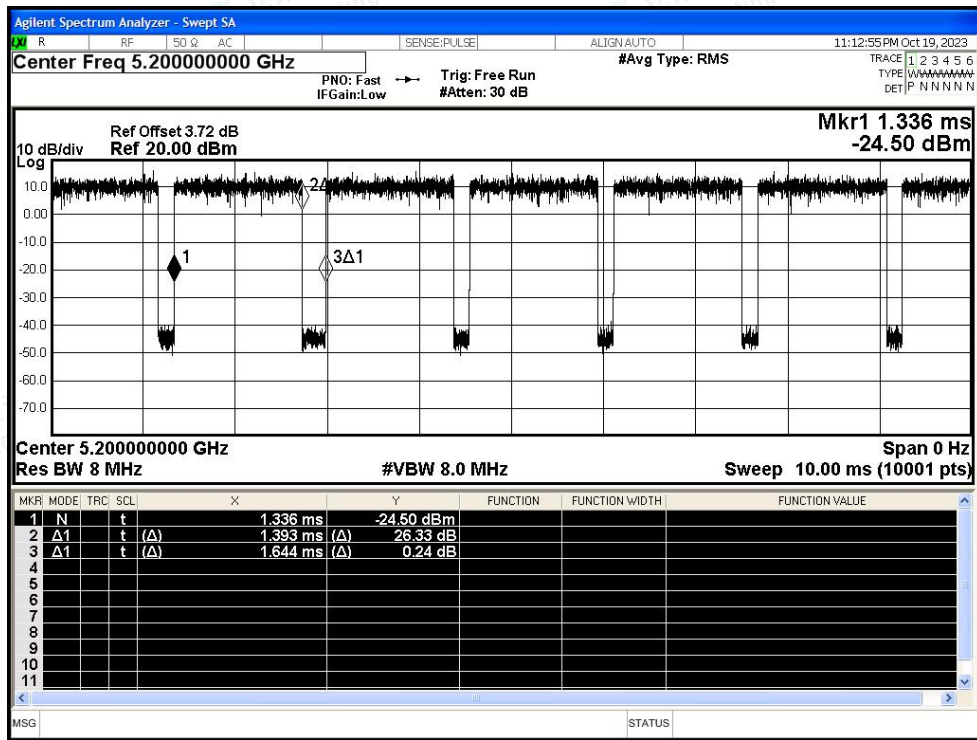 Agilent Spectrum Analyzer - Swept SA
LXI R RF 50 Ω AC SENSE:PULSE ALIGN AUTO 11:12:55 PM Oct 19, 2023
Center Freq 5.200000000 GHz
PNO: Fast
IFGain:Low
Trig: Free Run
#Atten: 30 dB
#Avg Type: RMS
TRACE 1 2 3 4 5 6
TYPE WWWWWW
DET P N N N N N
Mkr1 1.336 ms
-24.50 dBm
Ref Offset 3.72 dB
10 dB/div Ref 20.00 dBm
Log
10.0
0.00
-10.0
-20.0
-30.0
-40.0
-50.0
-60.0
-70.0
1
2Δ
3Δ1
Center 5.200000000 GHz Span 0 Hz
Res BW 8 MHz #VBW 8.0 MHz Sweep 10.00 ms (10001 pts)
MKR MODE TRC SCL X Y FUNCTION FUNCTION WIDTH FUNCTION VALUE
1 N t 1.336 ms -24.50 dBm
2 Δ1 t (Δ) 1.393 ms (Δ) 26.33 dB
3 Δ1 t (Δ) 1.644 ms (Δ) 0.24 dB
4
5
6
7
8
9
10
11
MSG STATUS